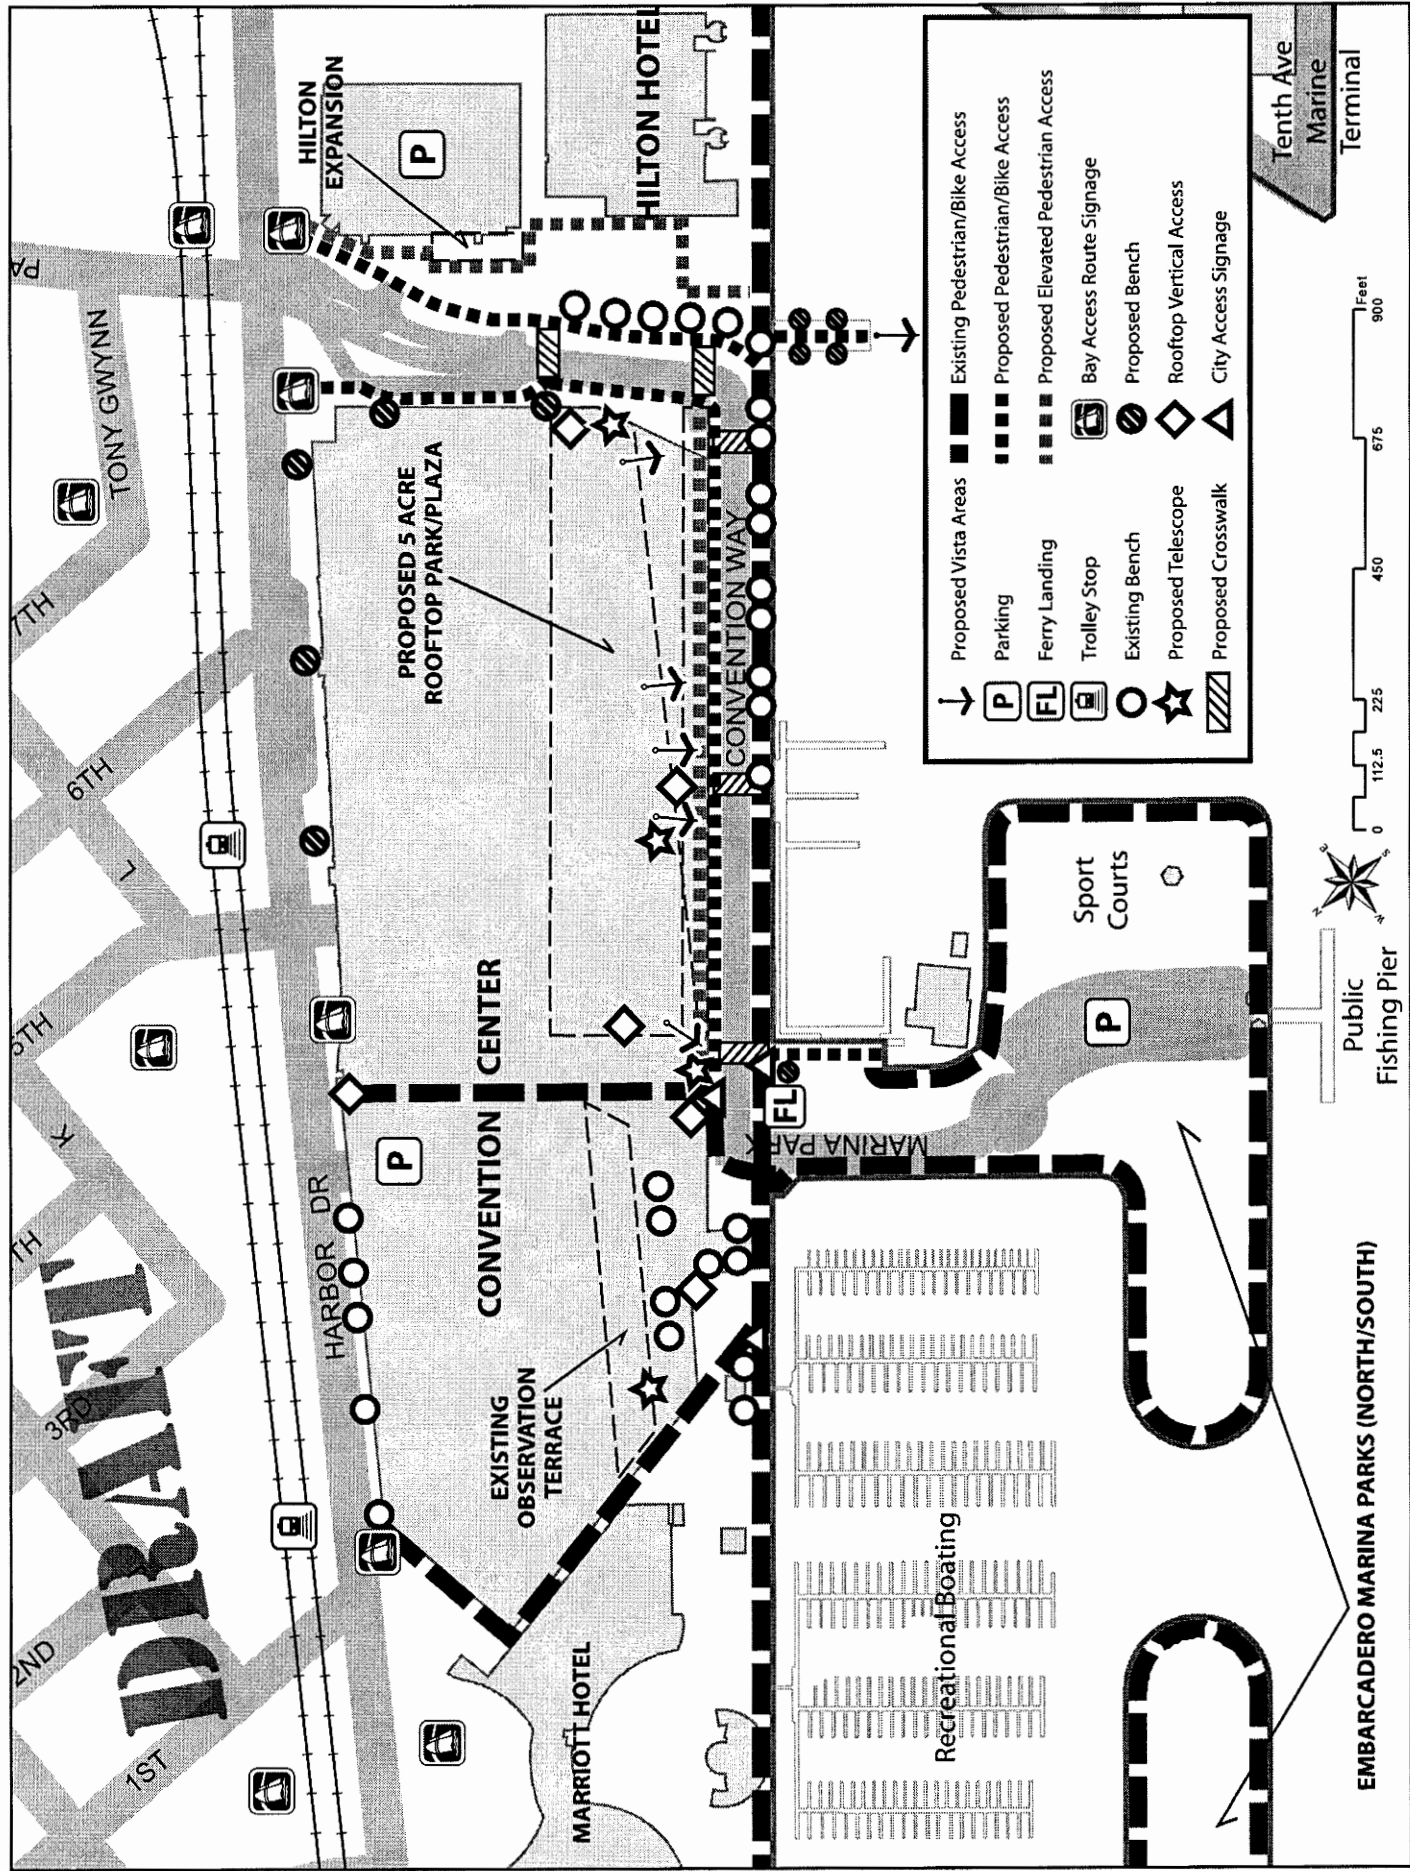 DRAFT
1ST
2ND
3RD
TH
K
5TH
L
6TH
7TH
TONY GWYNN
PA
HARBOR DR
HILTON
EXPANSION
P
HILTON HOTEL
PROPOSED 5 ACRE
ROOFTOP PARK/PLAZA
CONVENTION CENTER
P
EXISTING
OBSERVATION
TERRACE
MARRIOTT HOTEL
CONVENTION WAY
MARINA PARK
FL
Recreational Boating
P
Sport
Courts
Public
Fishing Pier
EMBARCADERO MARINA PARKS (NORTH/SOUTH)
Tenth Ave
Marine
Terminal
Proposed Vista Areas
P Parking
FL Ferry Landing
Trolley Stop
Existing Bench
Proposed Telescope
Proposed Crosswalk
Existing Pedestrian/Bike Access
Proposed Pedestrian/Bike Access
Proposed Elevated Pedestrian Access
Bay Access Route Signage
Proposed Bench
Rooftop Vertical Access
City Access Signage
N
E
S
W
0 112.5 225 450 675 900 Feet